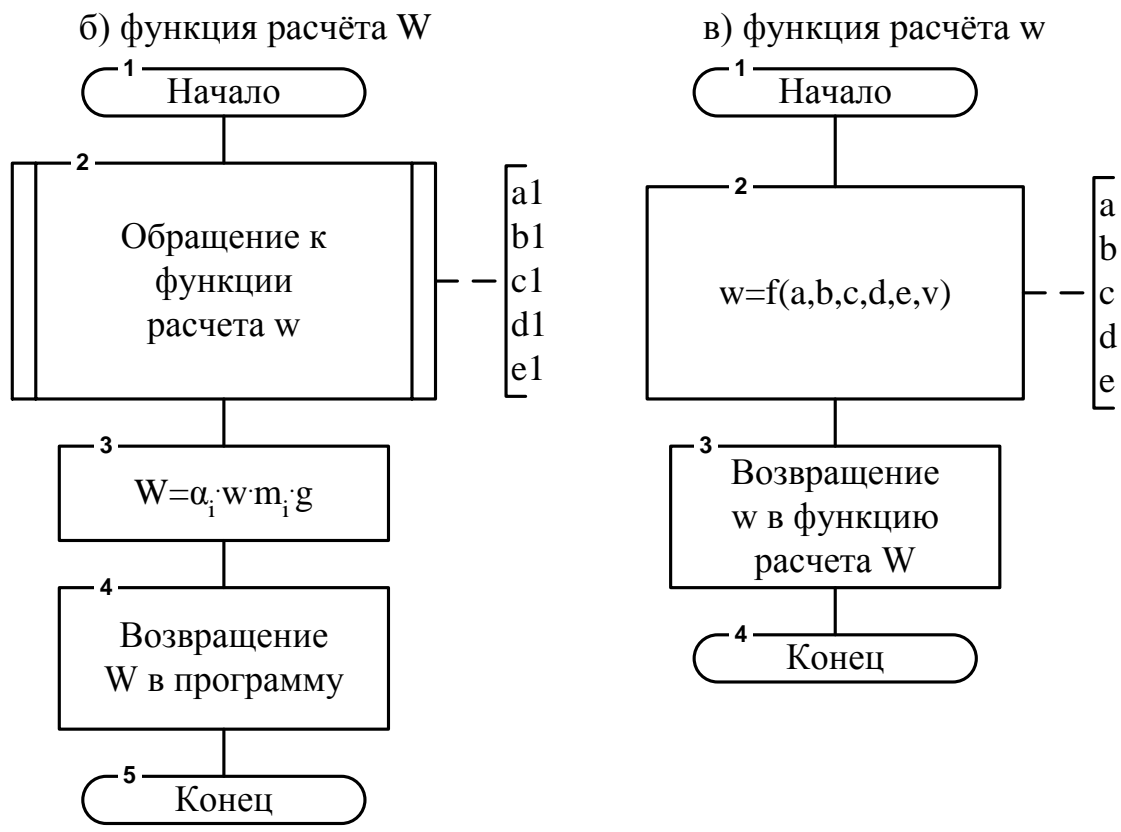 б) функция расчёта W
1
Начало
2
Обращение к
функции
расчета w
a1
b1
c1
d1
e1
3
W=αᵢ·w·mᵢ·g
4
Возвращение
W в программу
5
Конец
в) функция расчёта w
1
Начало
2
w=f(a,b,c,d,e,v)
a
b
c
d
e
3
Возвращение
w в функцию
расчета W
4
Конец